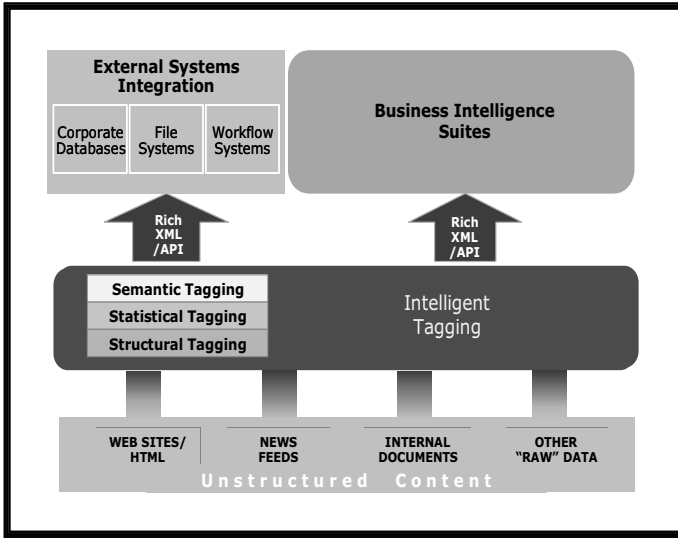 External Systems
Integration
Corporate
Databases
File
Systems
Workflow
Systems
Business Intelligence
Suites
Rich
XML
/API
Rich
XML
/API
Semantic Tagging
Statistical Tagging
Structural Tagging
Intelligent
Tagging
WEB SITES/
HTML
NEWS
FEEDS
INTERNAL
DOCUMENTS
OTHER
“RAW” DATA
Unstructured Content